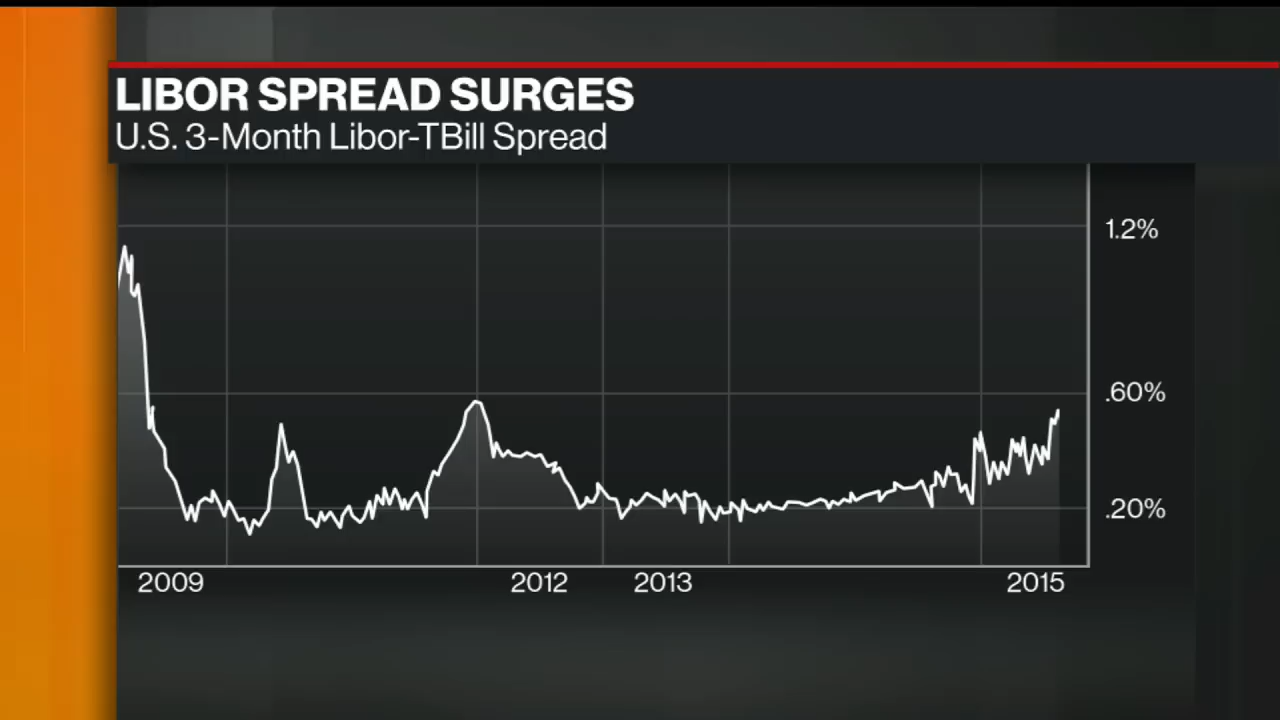 LIBOR SPREAD SURGES
U.S. 3-Month Libor-TBill Spread
1.2%
.60%
.20%
2009 2012 2013 2015